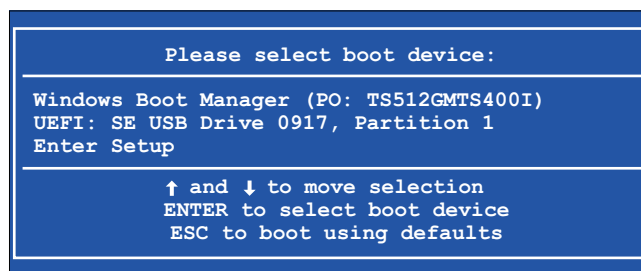 Please select boot device:
Windows Boot Manager (PO: TS512GMTS400I)
UEFI: SE USB Drive 0917, Partition 1
Enter Setup
↑ and ↓ to move selection
ENTER to select boot device
ESC to boot using defaults